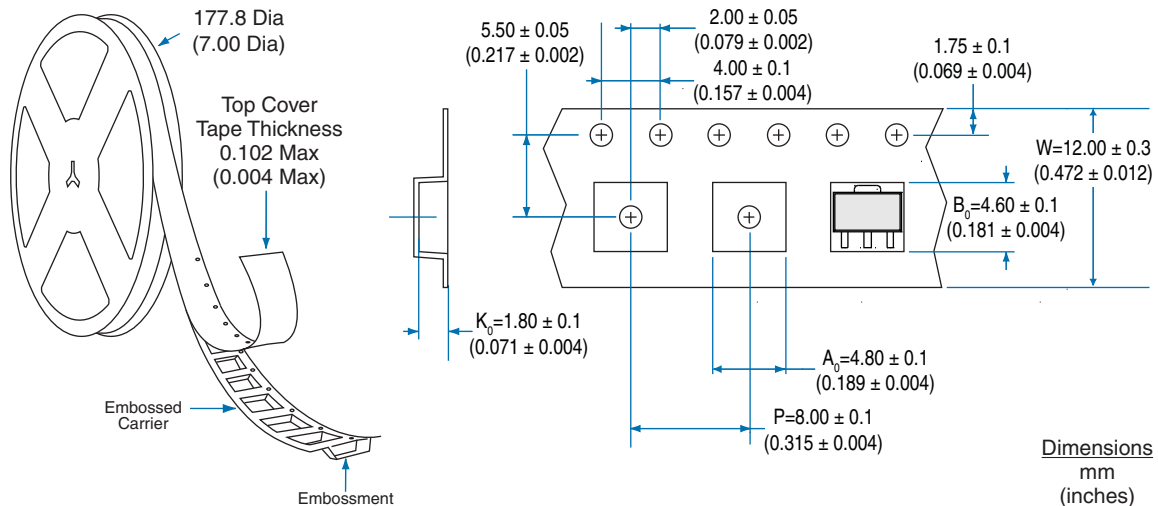 177.8 Dia
(7.00 Dia)
Top Cover
Tape Thickness
0.102 Max
(0.004 Max)
Embossed
Carrier
Embossment
5.50 ± 0.05
(0.217 ± 0.002)
2.00 ± 0.05
(0.079 ± 0.002)
4.00 ± 0.1
(0.157 ± 0.004)
1.75 ± 0.1
(0.069 ± 0.004)
W=12.00 ± 0.3
(0.472 ± 0.012)
B₀=4.60 ± 0.1
(0.181 ± 0.004)
K₀=1.80 ± 0.1
(0.071 ± 0.004)
A₀=4.80 ± 0.1
(0.189 ± 0.004)
P=8.00 ± 0.1
(0.315 ± 0.004)
Dimensions
mm
(inches)